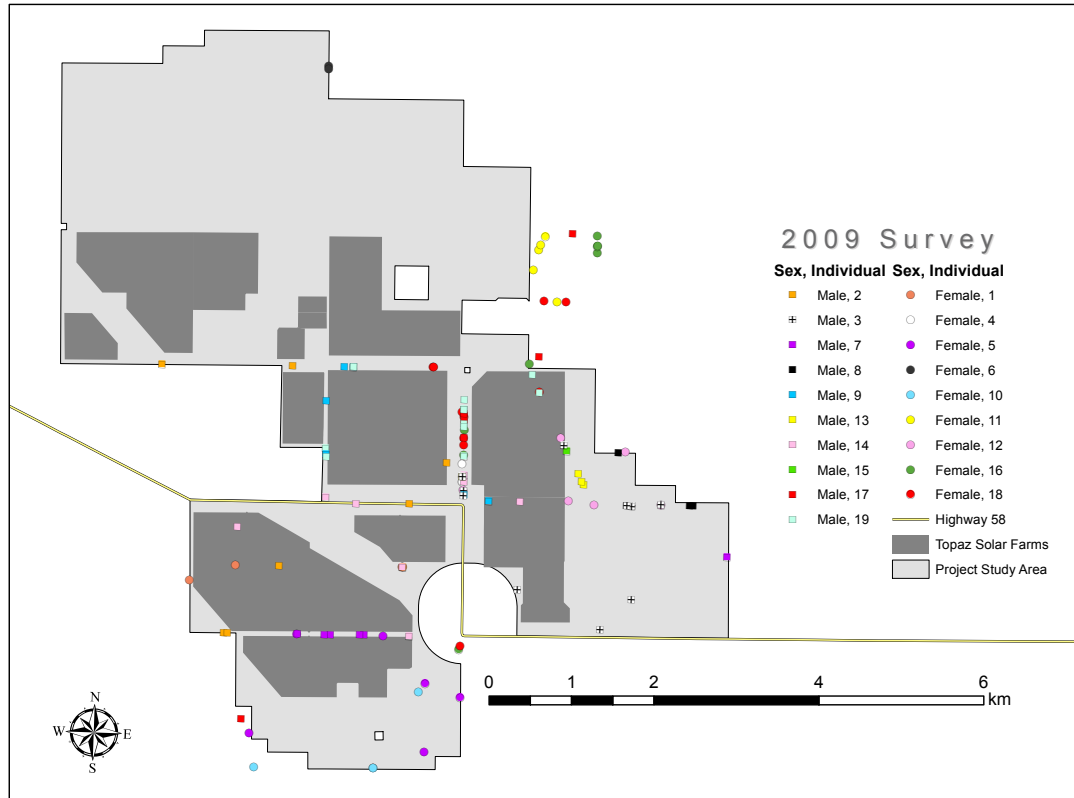 2009 Survey
Sex, Individual Sex, Individual
Male, 2 Female, 1
Male, 3 Female, 4
Male, 7 Female, 5
Male, 8 Female, 6
Male, 9 Female, 10
Male, 13 Female, 11
Male, 14 Female, 12
Male, 15 Female, 16
Male, 17 Female, 18
Male, 19 Highway 58
Topaz Solar Farms
Project Study Area
0 1 2 4 6
km
N
W E
S